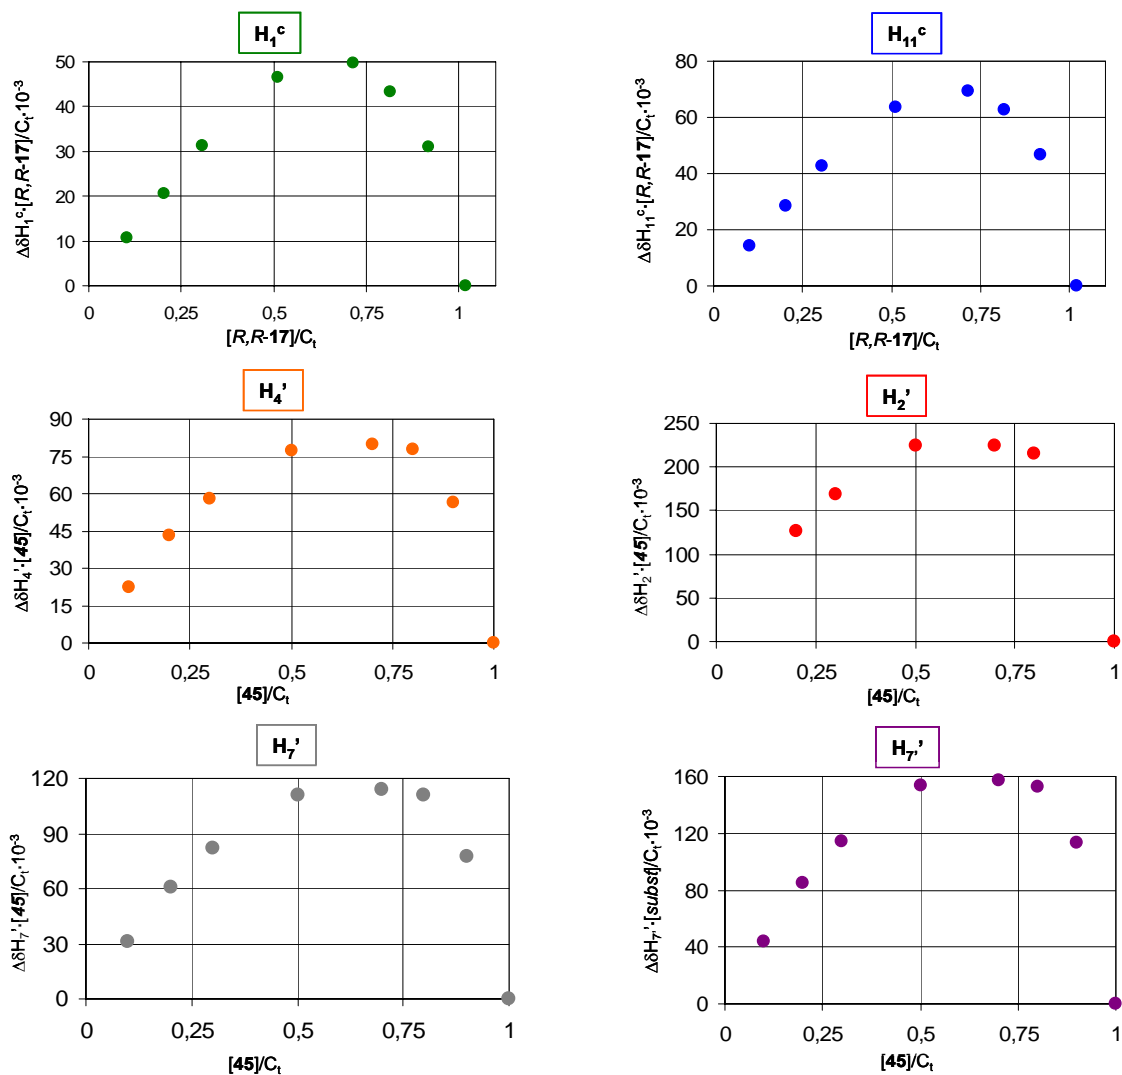 H₁ᶜ
ΔδH₁ᶜ·[R,R-17]/Cₜ·10⁻³
50
40
30
20
10
0
0 0,25 0,5 0,75 1
[R,R-17]/Cₜ
H₁₁ᶜ
ΔδH₁₁ᶜ·[R,R-17]/Cₜ·10⁻³
80
60
40
20
0
0 0,25 0,5 0,75 1
[R,R-17]/Cₜ
H₄’
ΔδH₄’·[45]/Cₜ·10⁻³
90
75
60
45
30
15
0
0 0,25 0,5 0,75 1
[45]/Cₜ
H₂’
ΔδH₂’·[45]/Cₜ·10⁻³
250
200
150
100
50
0
0 0,25 0,5 0,75 1
[45]/Cₜ
H₇’
ΔδH₇’·[45]/Cₜ·10⁻³
120
90
60
30
0
0 0,25 0,5 0,75 1
[45]/Cₜ
H₇’’
ΔδH₇’’·[subst]/Cₜ·10⁻³
160
120
80
40
0
0 0,25 0,5 0,75 1
[45]/Cₜ